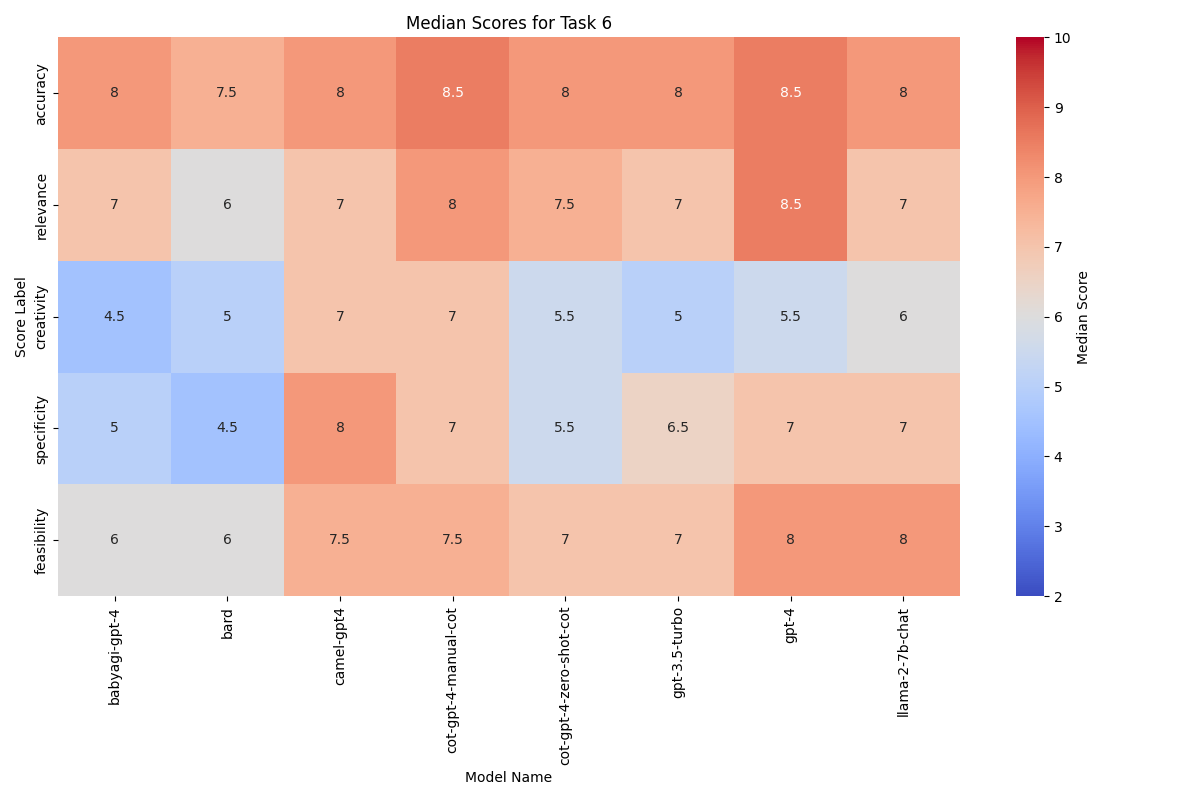 Median Scores for Task 6
Score Label
accuracy
8 7.5 8 8.5 8 8 8.5 8
relevance
7 6 7 8 7.5 7 8.5 7
creativity
4.5 5 7 7 5.5 5 5.5 6
specificity
5 4.5 8 7 5.5 6.5 7 7
feasibility
6 6 7.5 7.5 7 7 8 8
babyagi-gpt-4
bard
camel-gpt4
cot-gpt-4-manual-cot
cot-gpt-4-zero-shot-cot
gpt-3.5-turbo
gpt-4
llama-2-7b-chat
Model Name
10
9
8
7
6
5
4
3
2
Median Score